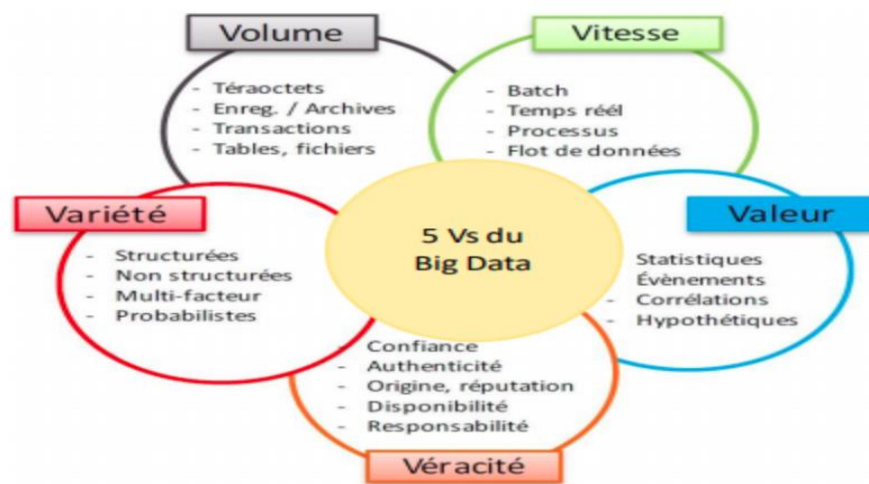 Volume
- Téraoctets
- Enreg. / Archives
- Transactions
- Tables, fichiers
Vitesse
- Batch
- Temps réél
- Processus
- Flot de données
Variété
- Structurées
- Non structurées
- Multi-facteur
- Probabilistes
5 Vs du
Big Data
Valeur
Statistiques
Évènements
- Corrélations
- Hypothétiques
- Confiance
- Authenticité
- Origine, réputation
- Disponibilité
- Responsabilité
Véracité